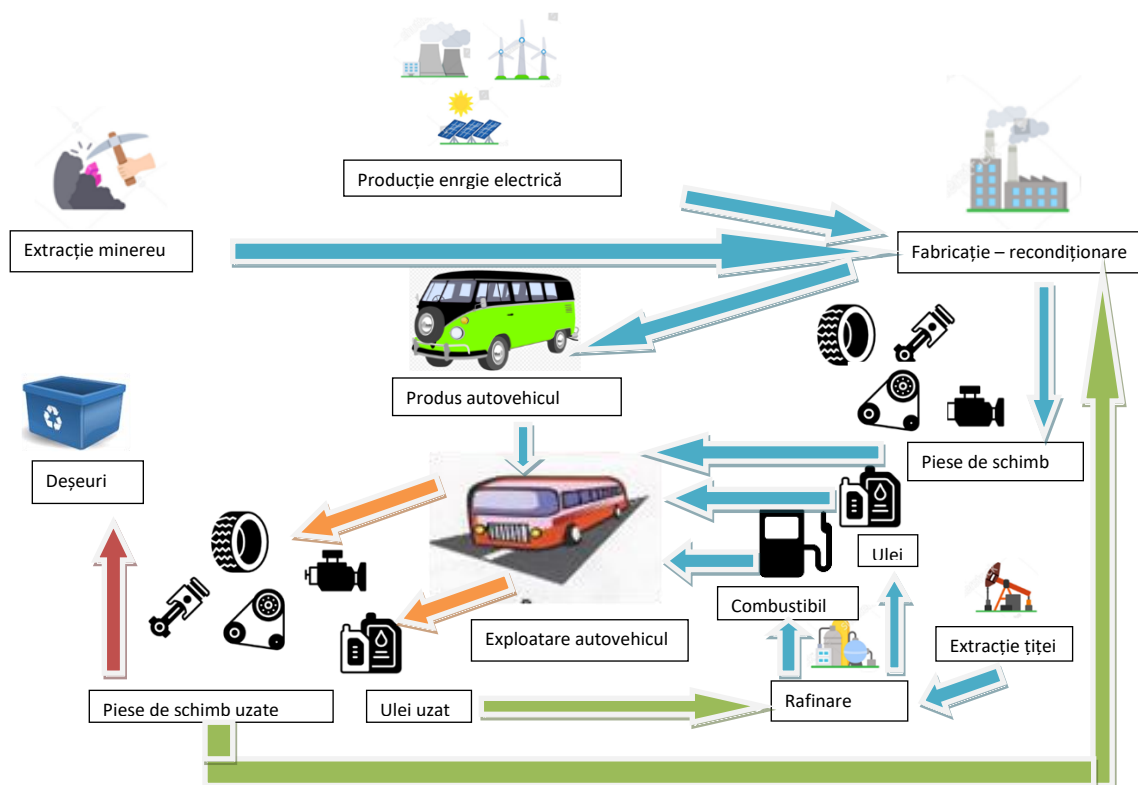 Producție enrgie electrică
Extracție minereu
Fabricație – recondiționare
Produs autovehicul
Deșeuri
Piese de schimb
Ulei
Combustibil
Exploatare autovehicul
Extracție țiței
Piese de schimb uzate
Ulei uzat
Rafinare